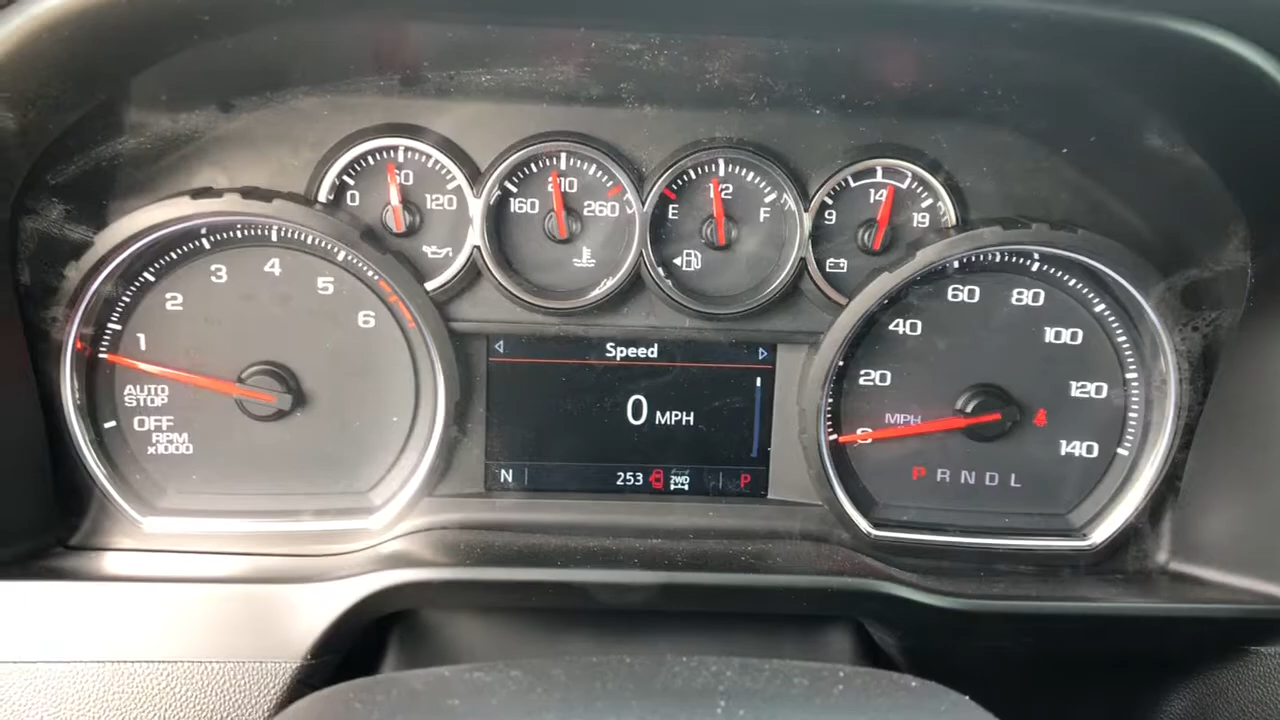 0 60 120
160 210 260
E 1/2 F
9 14 19
1 2 3 4 5 6
AUTO
STOP
OFF
RPM
x1000
Speed
0 MPH
N 253 2WD P
0 20 40 60 80 100 120 140
MPH
P R N D L